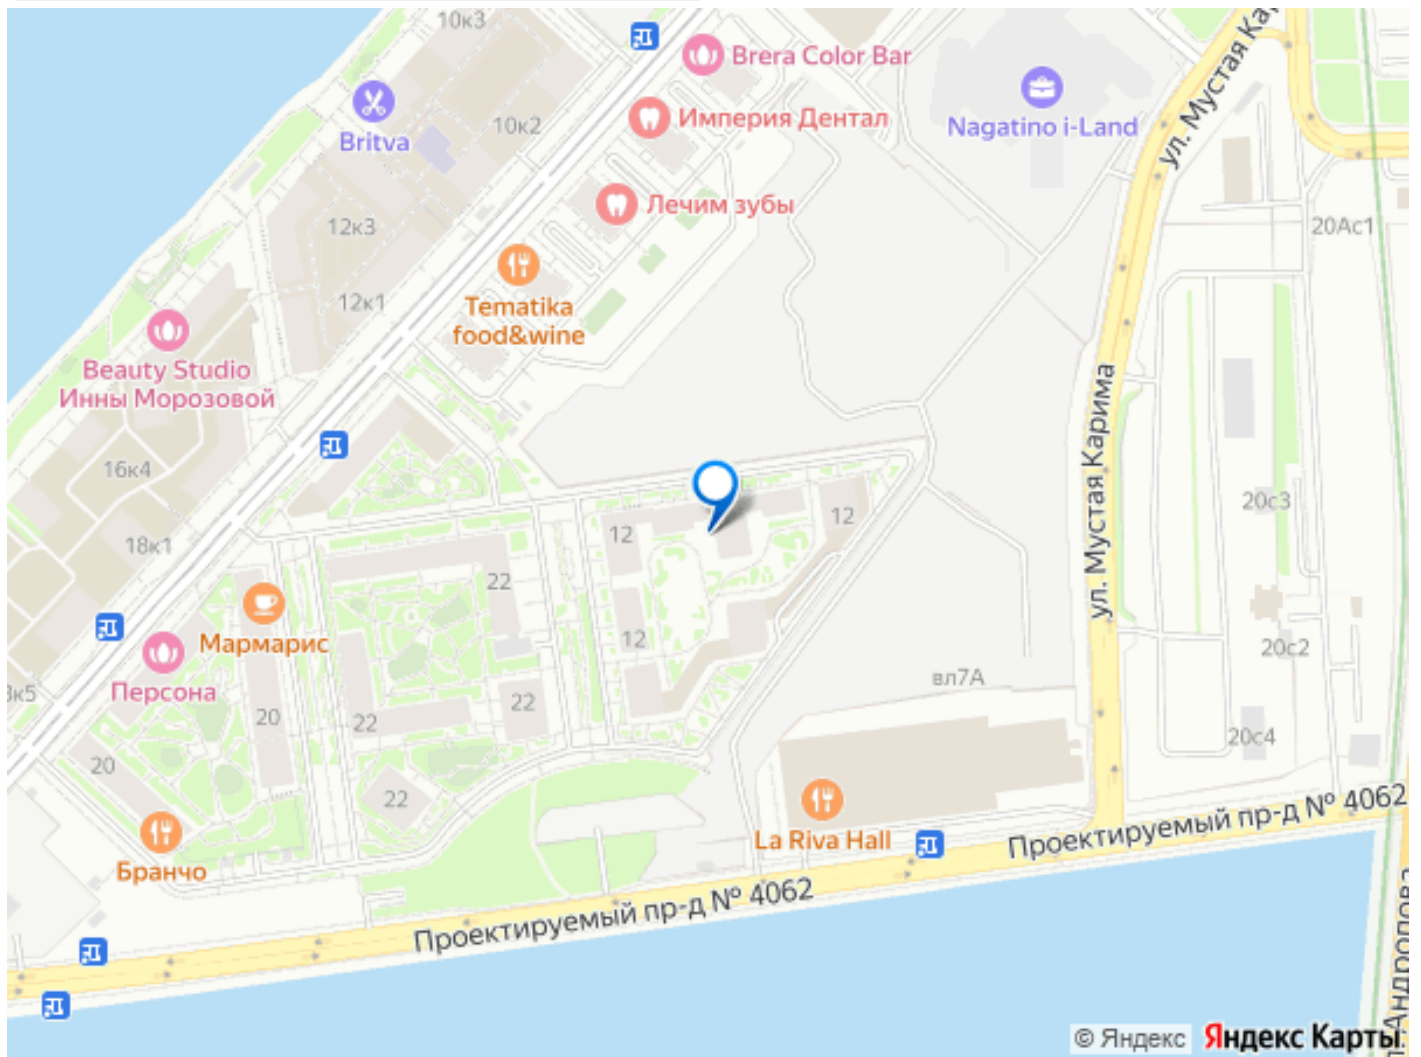 10к3
Brera Color Bar
Britva
10к2
Империя Дентал
Nagatino i-Land
ул. Мустая Кар
Лечим зубы
12к3
20Ас1
12к1
Tematika
food&wine
Beauty Studio
Инны Морозовой
ул. Мустая Карима
16к4
18к1
12
12
20с3
22
Мармарис
12
20с2
Персона
к5
20
22
22
вл7А
20с4
20
22
La Riva Hall
Бранчо
Проектируемый пр-д № 4062
Проектируемый пр-д № 4062
Андропова
© Яндекс
Яндекс Карты